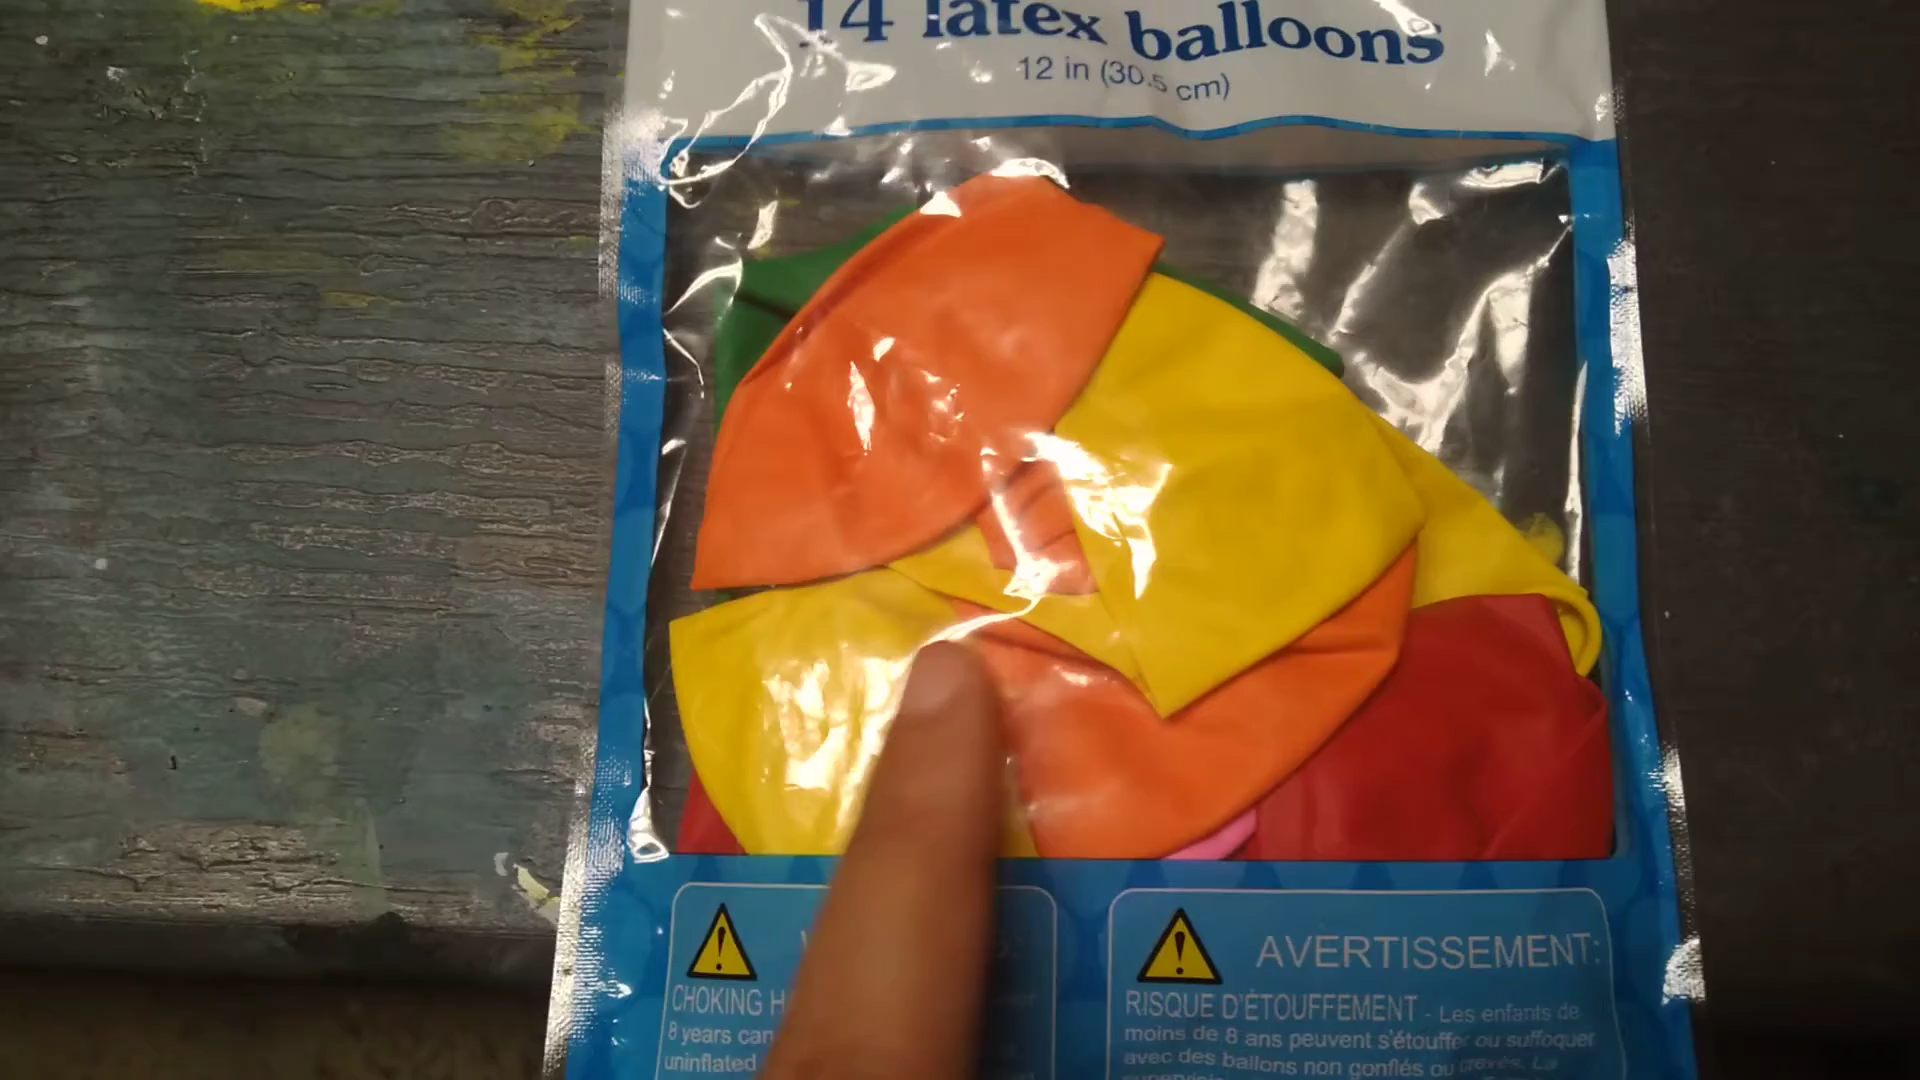 14 latex balloons
12 in (30.5 cm)
CHOKING
8 years can
uninflated
AVERTISSEMENT:
RISQUE D'ÉTOUFFEMENT - Les enfants de
moins de 8 ans peuvent s'étouffer ou suffoquer
avec des ballons non gonflés ou crevés. La